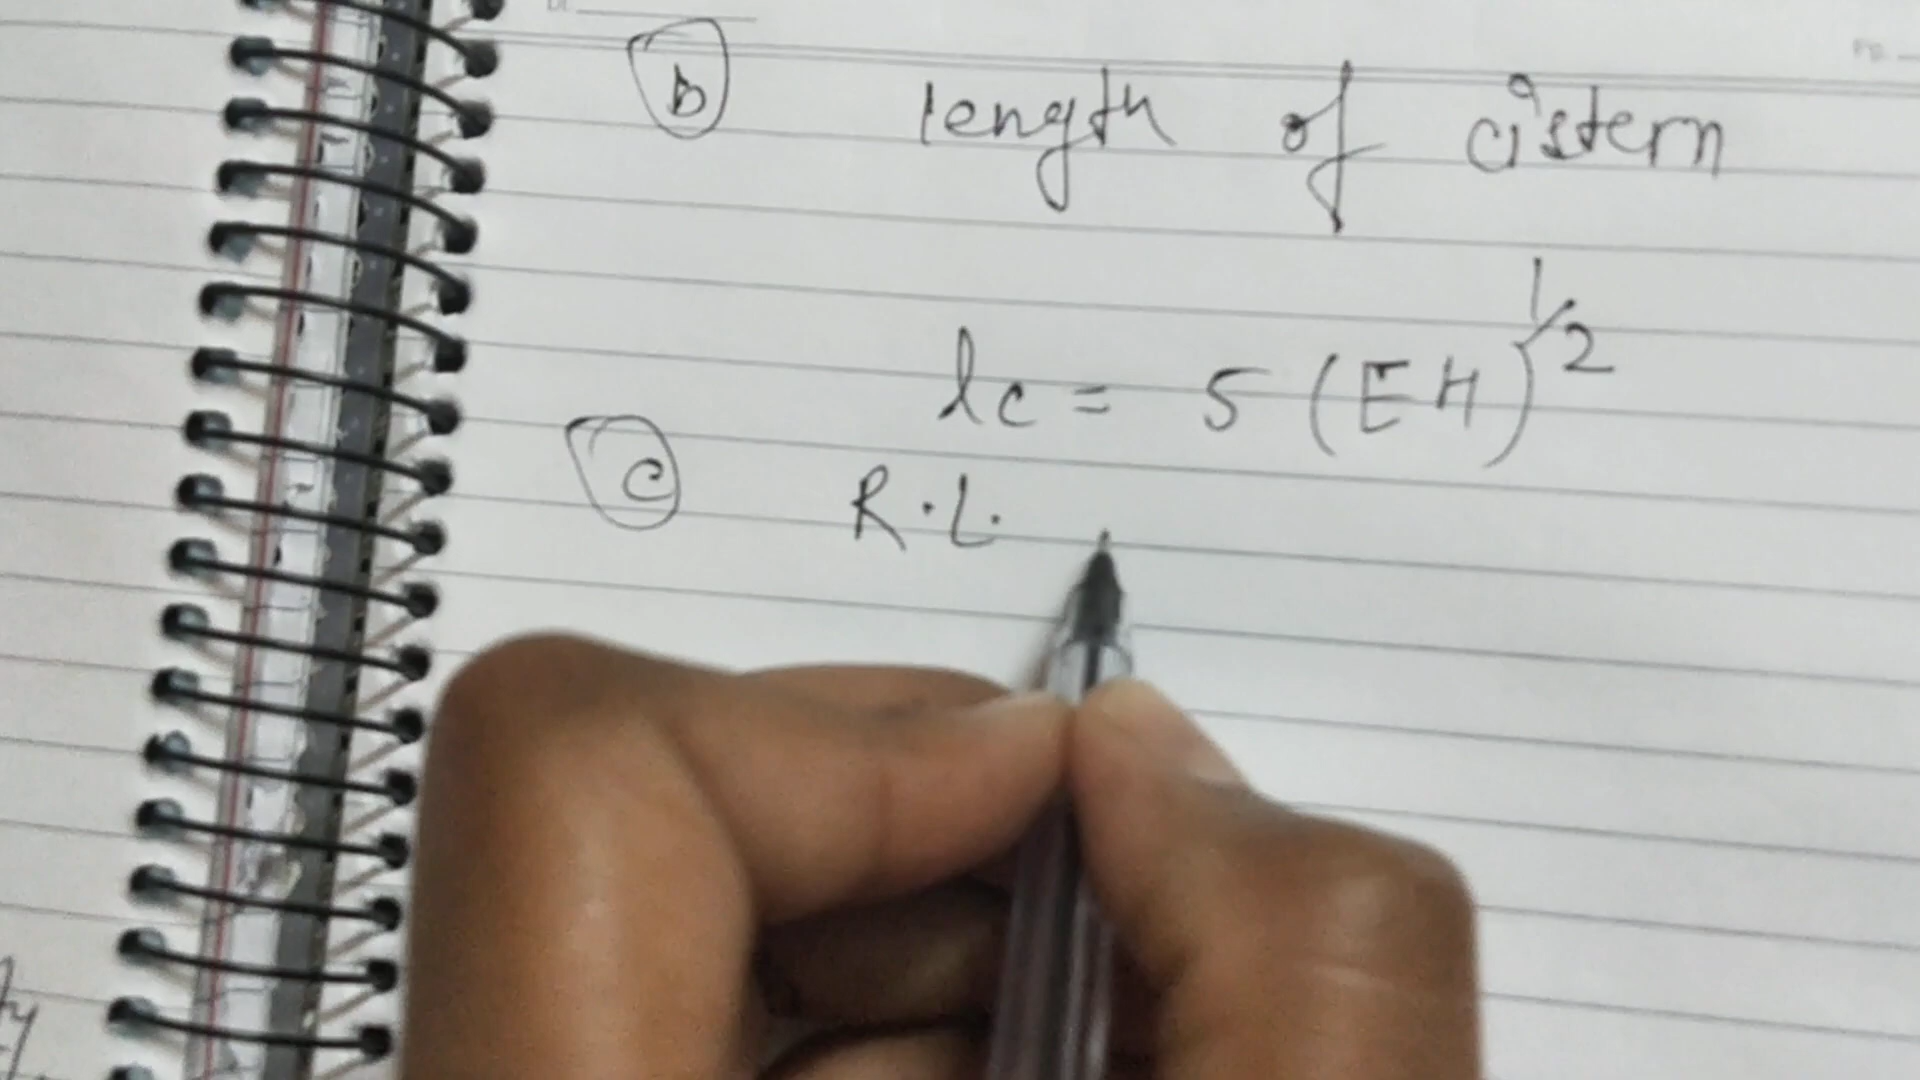 b length of cistern
lc = 5 (EH)^1/2
c R.L.